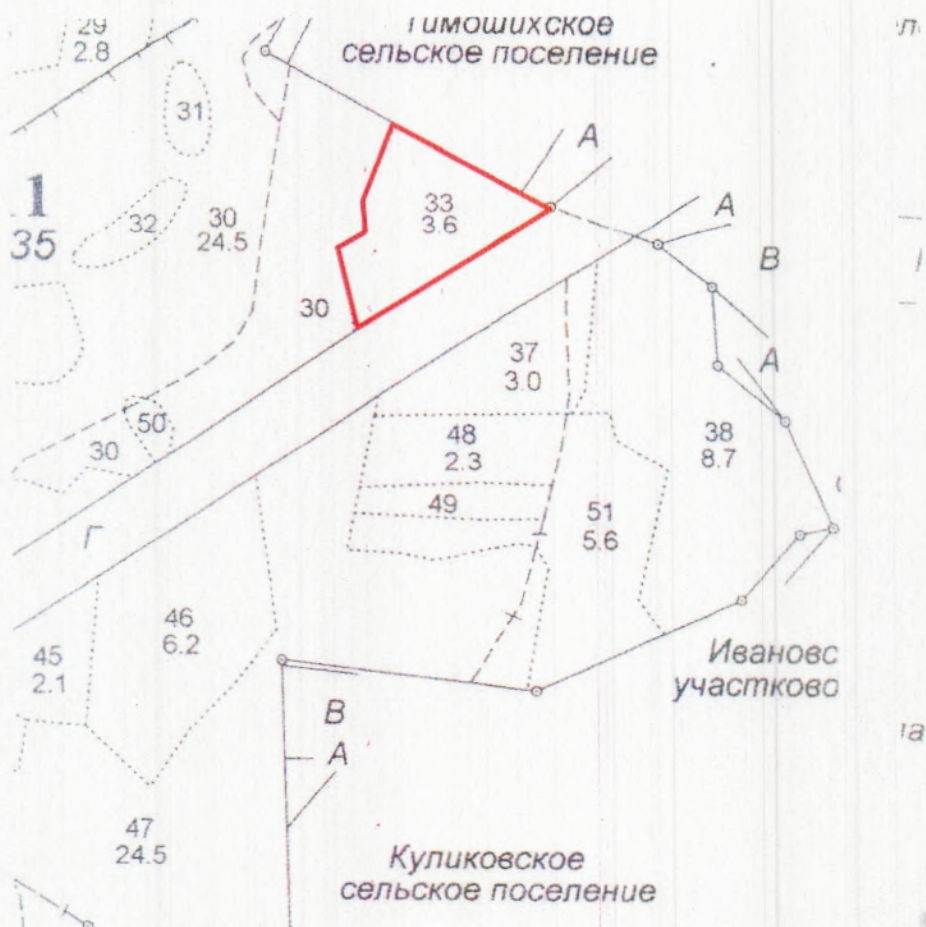 29
2.8
Тимошихское
сельское поселение
31
А
1
35
32
30
24.5
33
3.6
А
В
30
37
3.0
А
50
30
48
2.3
38
8.7
49
51
5.6
Г
46
6.2
45
2.1
Ивановс
участково
В
А
47
24.5
Куликовское
сельское поселение